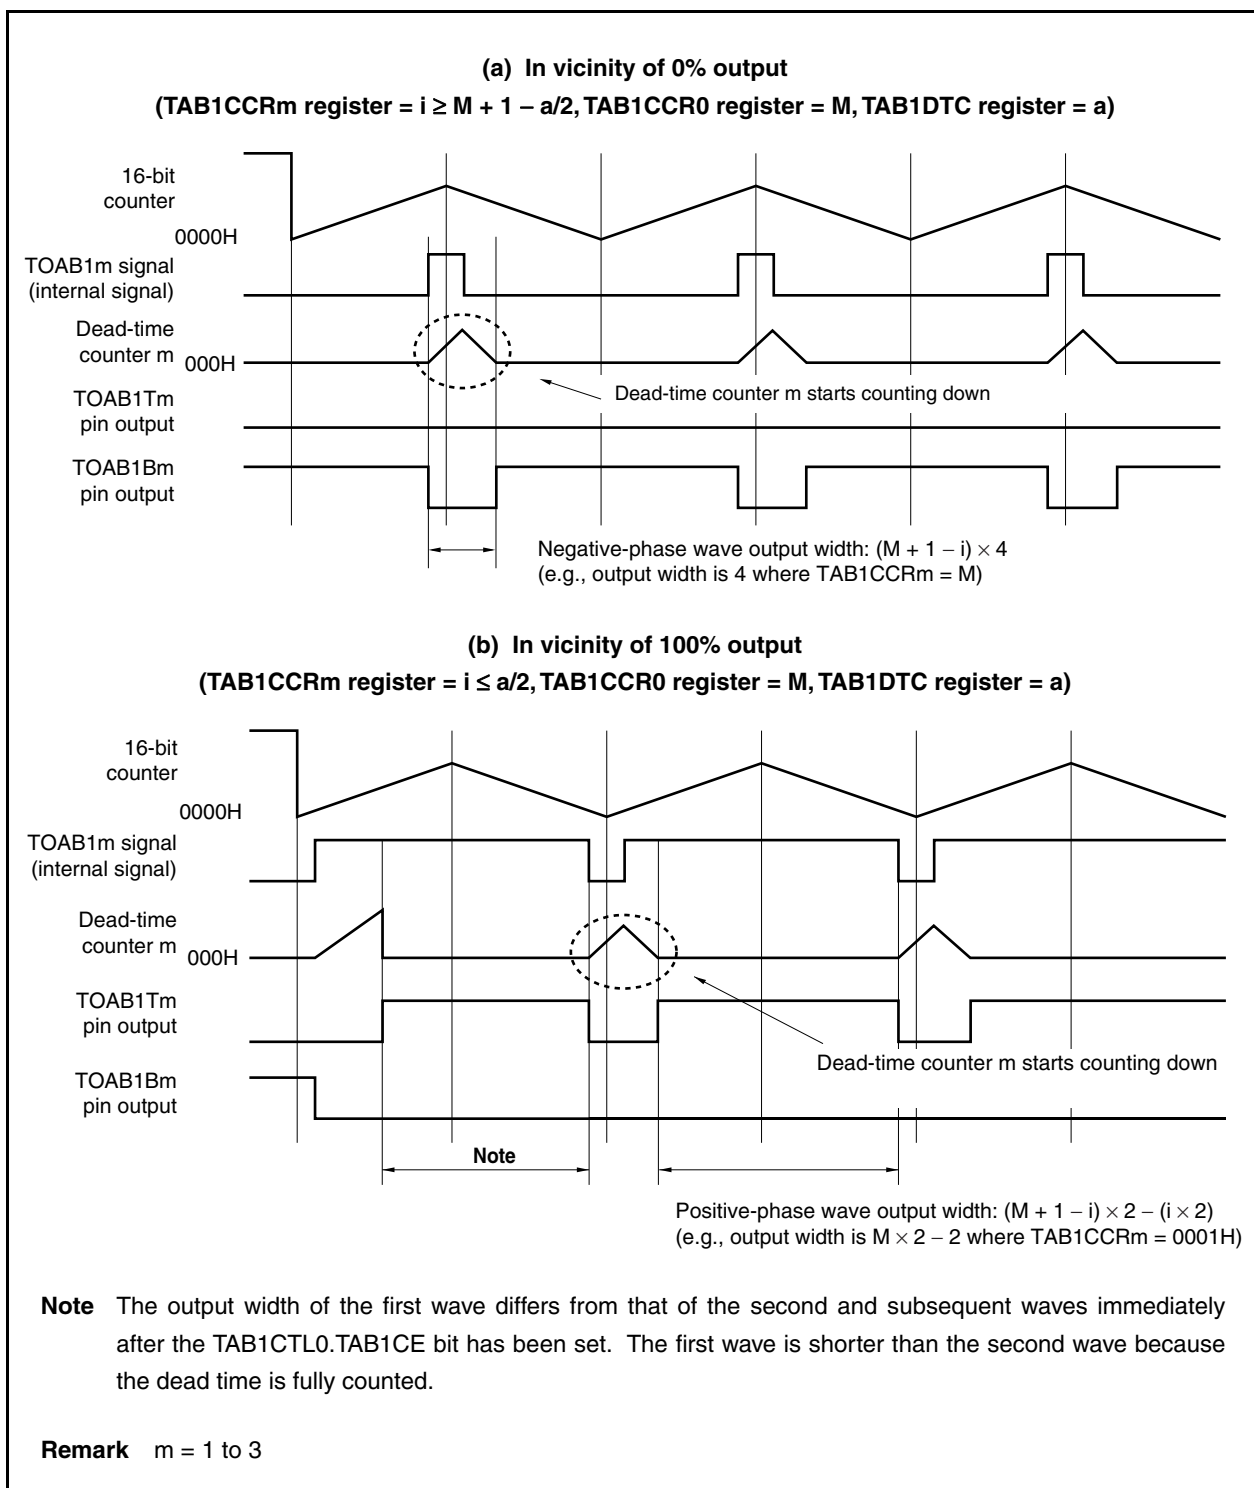 (a) In vicinity of 0% output
(TAB1CCRm register = i ≥ M + 1 – a/2, TAB1CCR0 register = M, TAB1DTC register = a)
16-bit
counter
0000H
TOAB1m signal
(internal signal)
Dead-time
counter m
000H
Dead-time counter m starts counting down
TOAB1Tm
pin output
TOAB1Bm
pin output
Negative-phase wave output width: (M + 1 – i) × 4
(e.g., output width is 4 where TAB1CCRm = M)
(b) In vicinity of 100% output
(TAB1CCRm register = i ≤ a/2, TAB1CCR0 register = M, TAB1DTC register = a)
16-bit
counter
0000H
TOAB1m signal
(internal signal)
Dead-time
counter m
000H
TOAB1Tm
pin output
Dead-time counter m starts counting down
TOAB1Bm
pin output
Note
Positive-phase wave output width: (M + 1 – i) × 2 – (i × 2)
(e.g., output width is M × 2 – 2 where TAB1CCRm = 0001H)
Note The output width of the first wave differs from that of the second and subsequent waves immediately
after the TAB1CTL0.TAB1CE bit has been set. The first wave is shorter than the second wave because
the dead time is fully counted.
Remark m = 1 to 3